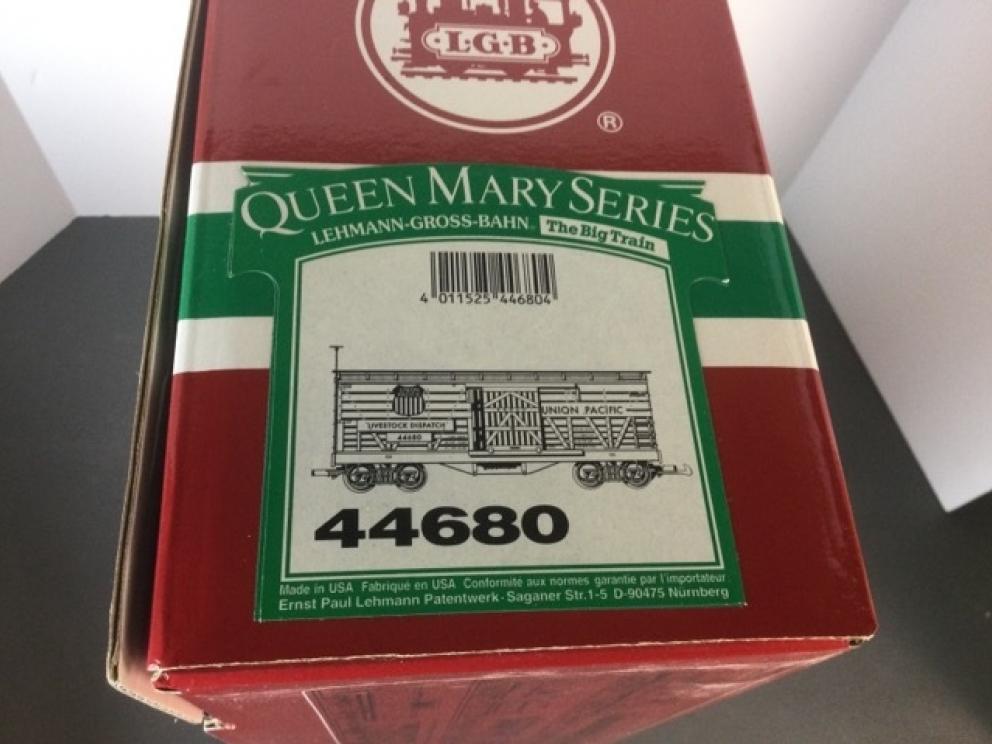 L·G·B
®
QUEEN MARY SERIES
LEHMANN-GROSS-BAHN The Big Train
4 011525 446804
UNION PACIFIC
"LIVESTOCK DISPATCH"
44680
44680
Made in USA Fabriqué en USA Conformité aux normes garantie par l'importateur
Ernst Paul Lehmann Patentwerk · Saganer Str.1-5 D-90475 Nürnberg